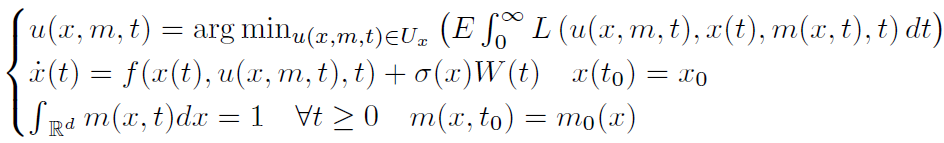 u(x, m, t) = arg min_{u(x,m,t)∈U_x} (E ∫_0^∞ L (u(x, m, t), x(t), m(x, t), t) dt)
ẋ(t) = f(x(t), u(x, m, t), t) + σ(x)W(t) x(t_0) = x_0
∫_{ℝ^d} m(x, t)dx = 1 ∀t ≥ 0 m(x, t_0) = m_0(x)